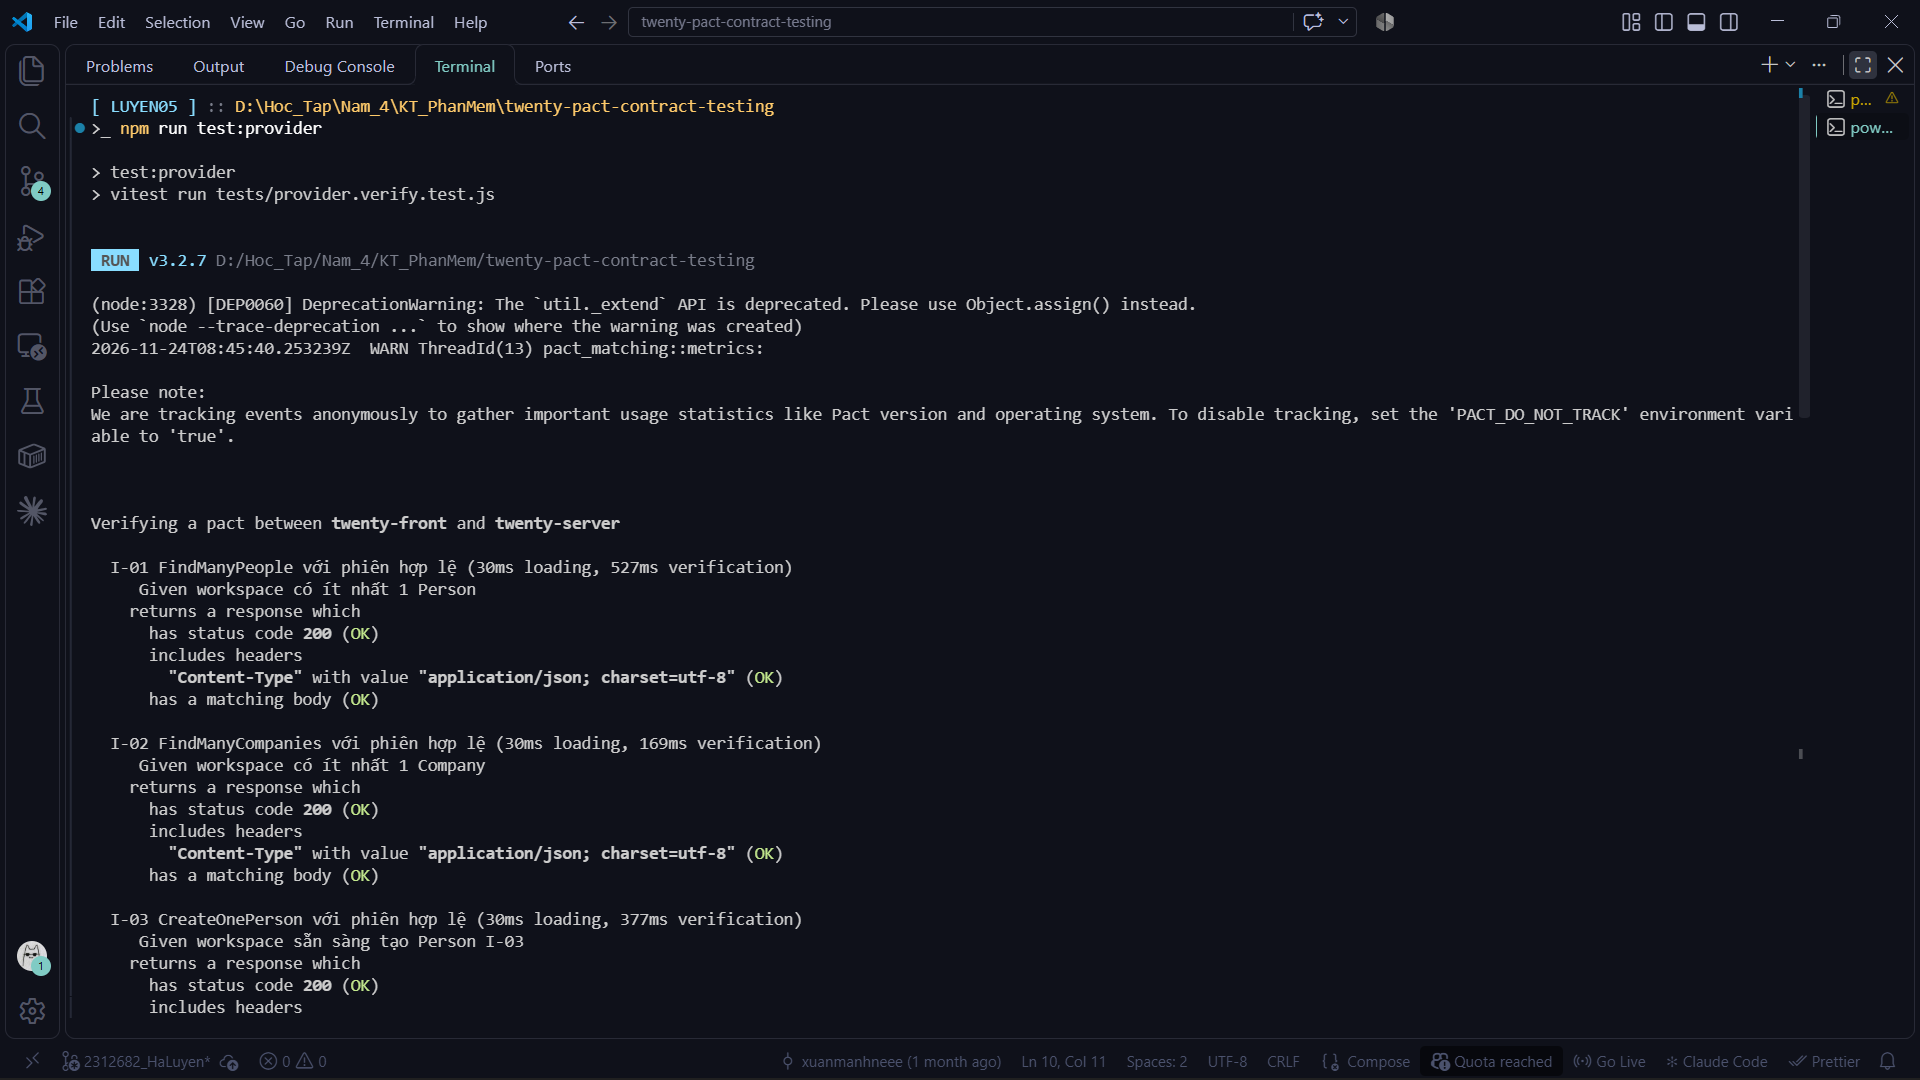 File Edit Selection View Go Run Terminal Help
twenty-pact-contract-testing
Problems Output Debug Console Terminal Ports
[ LUYEN05 ] :: D:\Hoc_Tap\Nam_4\KT_PhanMem\twenty-pact-contract-testing
>_ npm run test:provider
> test:provider
> vitest run tests/provider.verify.test.js
RUN v3.2.7 D:/Hoc_Tap/Nam_4/KT_PhanMem/twenty-pact-contract-testing
(node:3328) [DEP0060] DeprecationWarning: The `util._extend` API is deprecated. Please use Object.assign() instead.
(Use `node --trace-deprecation ...` to show where the warning was created)
2026-11-24T08:45:40.253239Z  WARN ThreadId(13) pact_matching::metrics:
Please note:
We are tracking events anonymously to gather important usage statistics like Pact version and operating system. To disable tracking, set the 'PACT_DO_NOT_TRACK' environment vari
able to 'true'.
Verifying a pact between twenty-front and twenty-server
I-01 FindManyPeople với phiên hợp lệ (30ms loading, 527ms verification)
Given workspace có ít nhất 1 Person
returns a response which
has status code 200 (OK)
includes headers
"Content-Type" with value "application/json; charset=utf-8" (OK)
has a matching body (OK)
I-02 FindManyCompanies với phiên hợp lệ (30ms loading, 169ms verification)
Given workspace có ít nhất 1 Company
returns a response which
has status code 200 (OK)
includes headers
"Content-Type" with value "application/json; charset=utf-8" (OK)
has a matching body (OK)
I-03 CreateOnePerson với phiên hợp lệ (30ms loading, 377ms verification)
Given workspace sẵn sàng tạo Person I-03
returns a response which
has status code 200 (OK)
includes headers
p...
pow...
4
1
2312682_HaLuyen* 0 0 xuanmanhneee (1 month ago) Ln 10, Col 11 Spaces: 2 UTF-8 CRLF Compose Quota reached Go Live Claude Code Prettier